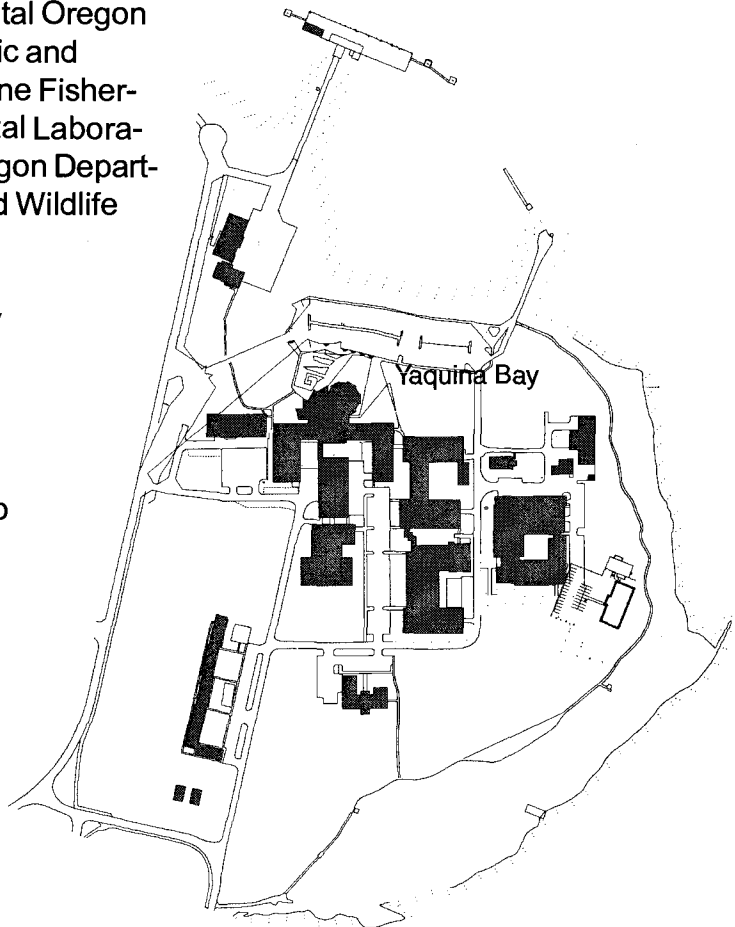 tal Oregon
ic and
ne Fisher-
tal Labora-
gon Depart-
d Wildlife
Yaquina Bay